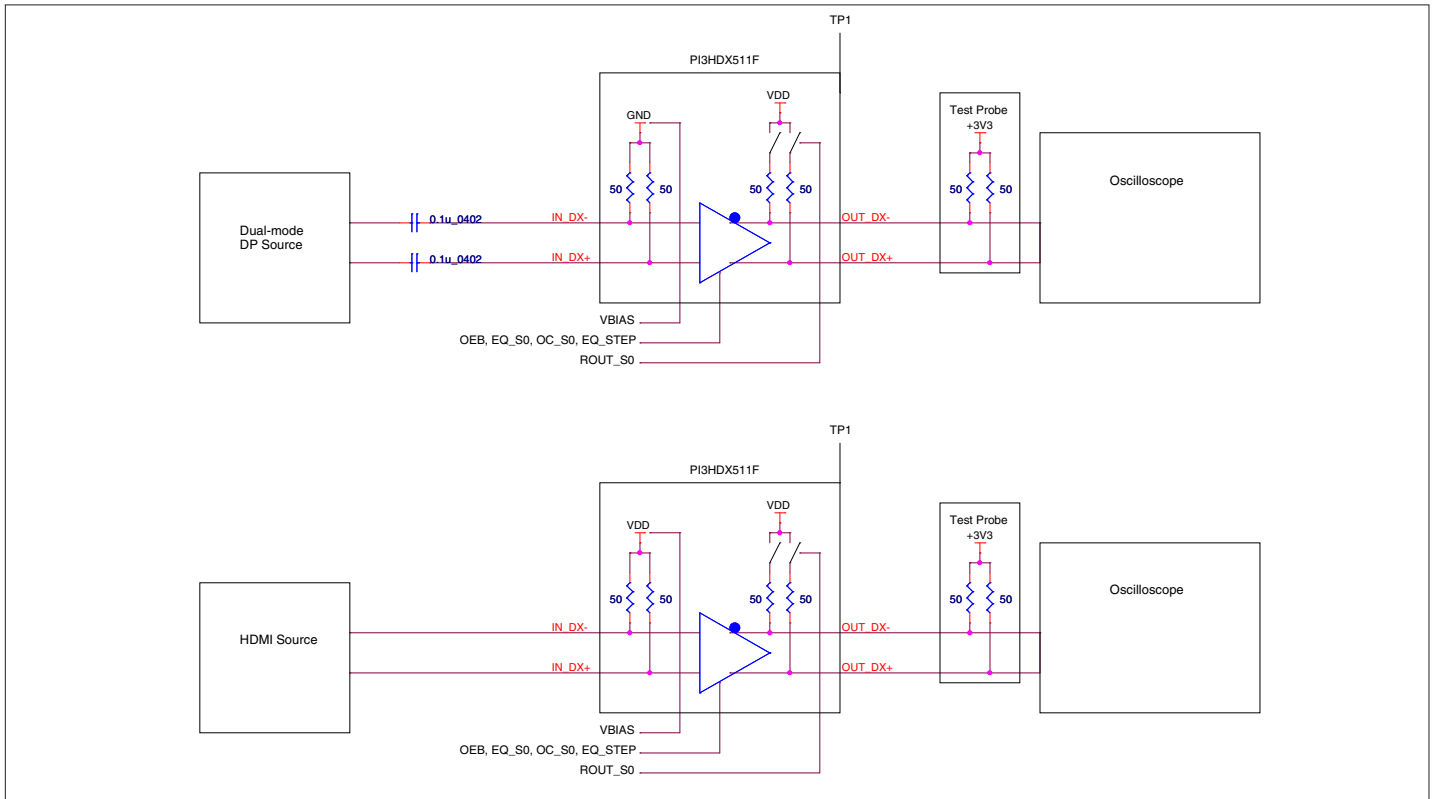 TP1
PI3HDX511F
VDD
GND
Test Probe
+3V3
50
50
50
50
50
50
Oscilloscope
Dual-mode
DP Source
0.1u_0402
IN_DX-
OUT_DX-
0.1u_0402
IN_DX+
OUT_DX+
VBIAS
OEB, EQ_S0, OC_S0, EQ_STEP
ROUT_S0
TP1
PI3HDX511F
VDD
VDD
Test Probe
+3V3
50
50
50
50
50
50
Oscilloscope
HDMI Source
IN_DX-
OUT_DX-
IN_DX+
OUT_DX+
VBIAS
OEB, EQ_S0, OC_S0, EQ_STEP
ROUT_S0